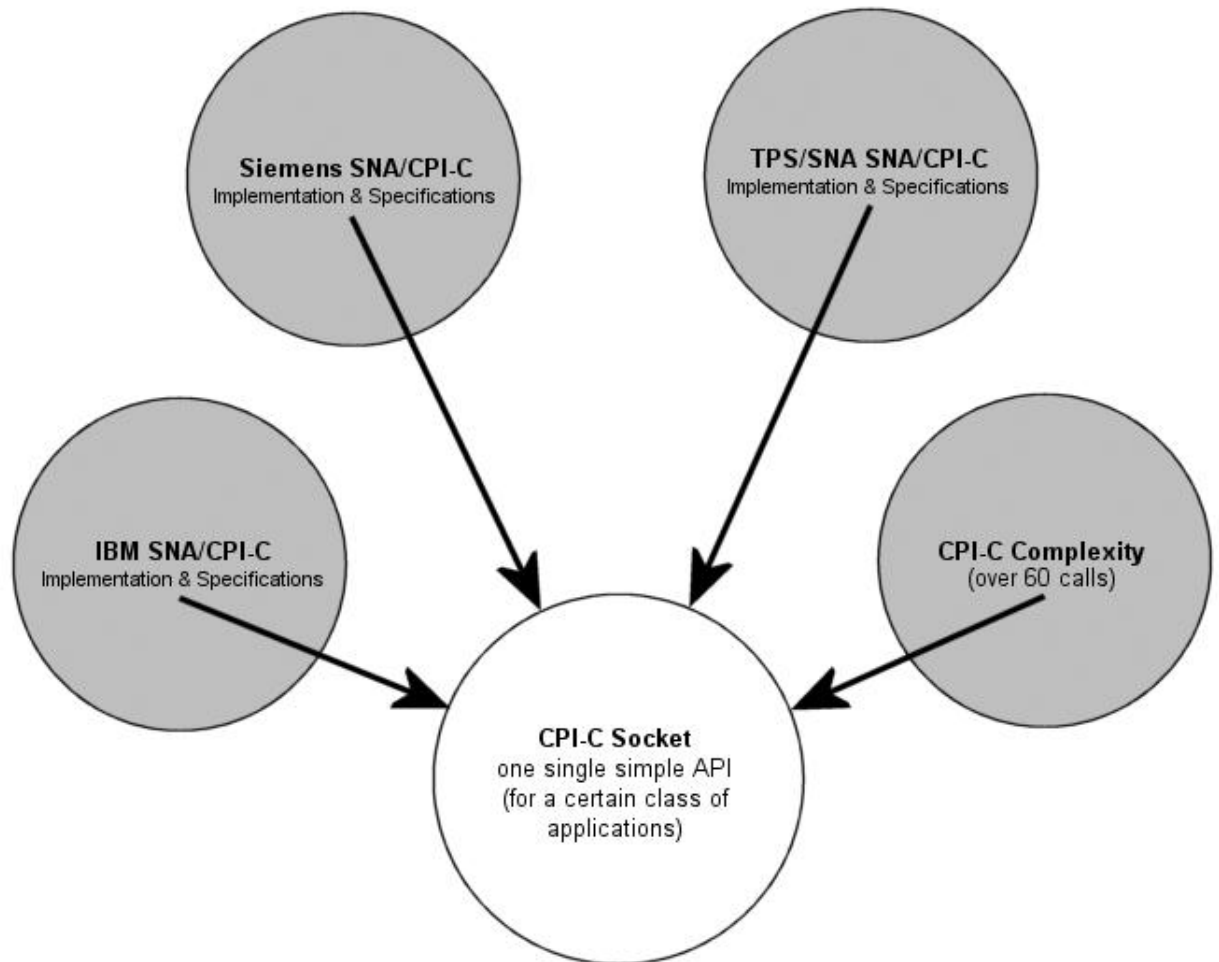 Siemens SNA/CPI-C
Implementation & Specifications
TPS/SNA SNA/CPI-C
Implementation & Specifications
IBM SNA/CPI-C
Implementation & Specifications
CPI-C Complexity
(over 60 calls)
CPI-C Socket
one single simple API
(for a certain class of
applications)